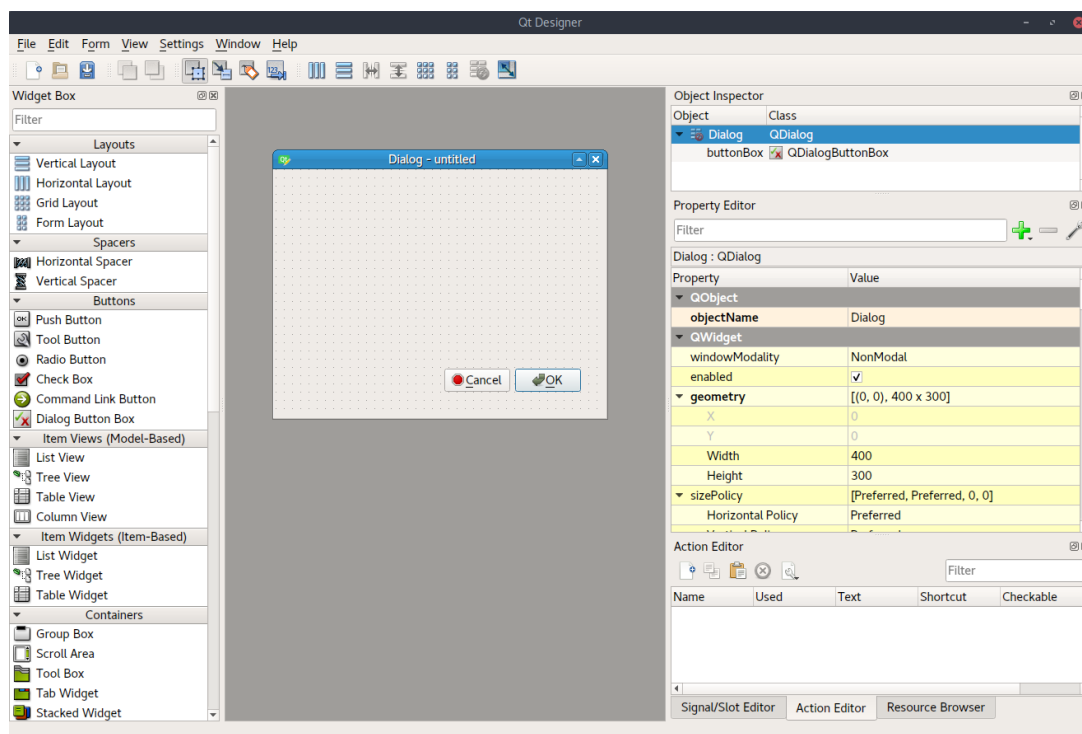 Qt Designer
File Edit Form View Settings Window Help
Widget Box
Filter
Layouts
Vertical Layout
Horizontal Layout
Grid Layout
Form Layout
Spacers
Horizontal Spacer
Vertical Spacer
Buttons
Push Button
Tool Button
Radio Button
Check Box
Command Link Button
Dialog Button Box
Item Views (Model-Based)
List View
Tree View
Table View
Column View
Item Widgets (Item-Based)
List Widget
Tree Widget
Table Widget
Containers
Group Box
Scroll Area
Tool Box
Tab Widget
Stacked Widget
Dialog - untitled
Cancel OK
Object Inspector
Object Class
Dialog QDialog
buttonBox QDialogButtonBox
Property Editor
Filter
Dialog : QDialog
Property Value
QObject
objectName Dialog
QWidget
windowModality NonModal
enabled
geometry [(0, 0), 400 x 300]
X 0
Y 0
Width 400
Height 300
sizePolicy [Preferred, Preferred, 0, 0]
Horizontal Policy Preferred
Action Editor
Filter
Name Used Text Shortcut Checkable
Signal/Slot Editor Action Editor Resource Browser